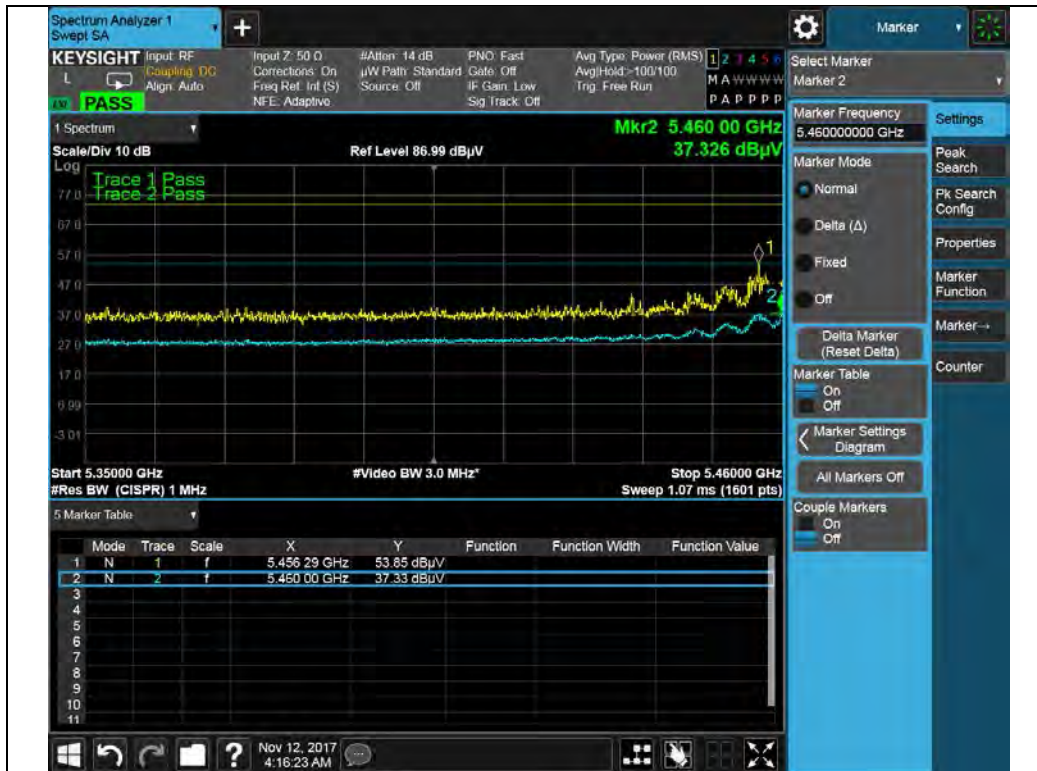 Spectrum Analyzer 1
Swept SA
+
Marker
KEYSIGHT
L
PASS
Input: RF
Coupling: DC
Align: Auto
Input Z: 50 Ω
Corrections: On
Freq Ref: Int (S)
NFE: Adaptive
#Atten: 14 dB
µW Path: Standard
Source: Off
PNO: Fast
Gate: Off
IF Gain: Low
Sig Track: Off
Avg Type: Power (RMS)
Avg|Hold:>100/100
Trig: Free Run
1 2 3 4 5 6
M A W W W W
P A P P P P
1 Spectrum
Mkr2 5.460 00 GHz
Scale/Div 10 dB
Ref Level 86.99 dBµV
37.326 dBµV
Log
Trace 1 Pass
Trace 2 Pass
77.0
67.0
57.0
47.0
37.0
27.0
17.0
6.99
-3.01
1
2
Start 5.35000 GHz
#Video BW 3.0 MHz*
Stop 5.46000 GHz
#Res BW (CISPR) 1 MHz
Sweep 1.07 ms (1601 pts)
5 Marker Table
Mode Trace Scale X Y Function Function Width Function Value
1 N 1 f 5.456 29 GHz 53.85 dBµV
2 N 2 f 5.460 00 GHz 37.33 dBµV
3
4
5
6
7
8
9
10
11
Nov 12, 2017
4:16:23 AM
Select Marker
Marker 2
Marker Frequency
5.460000000 GHz
Marker Mode
Normal
Delta (Δ)
Fixed
Off
Delta Marker
(Reset Delta)
Marker Table
On
Off
Marker Settings
Diagram
All Markers Off
Couple Markers
On
Off
Settings
Peak
Search
Pk Search
Config
Properties
Marker
Function
Marker→
Counter